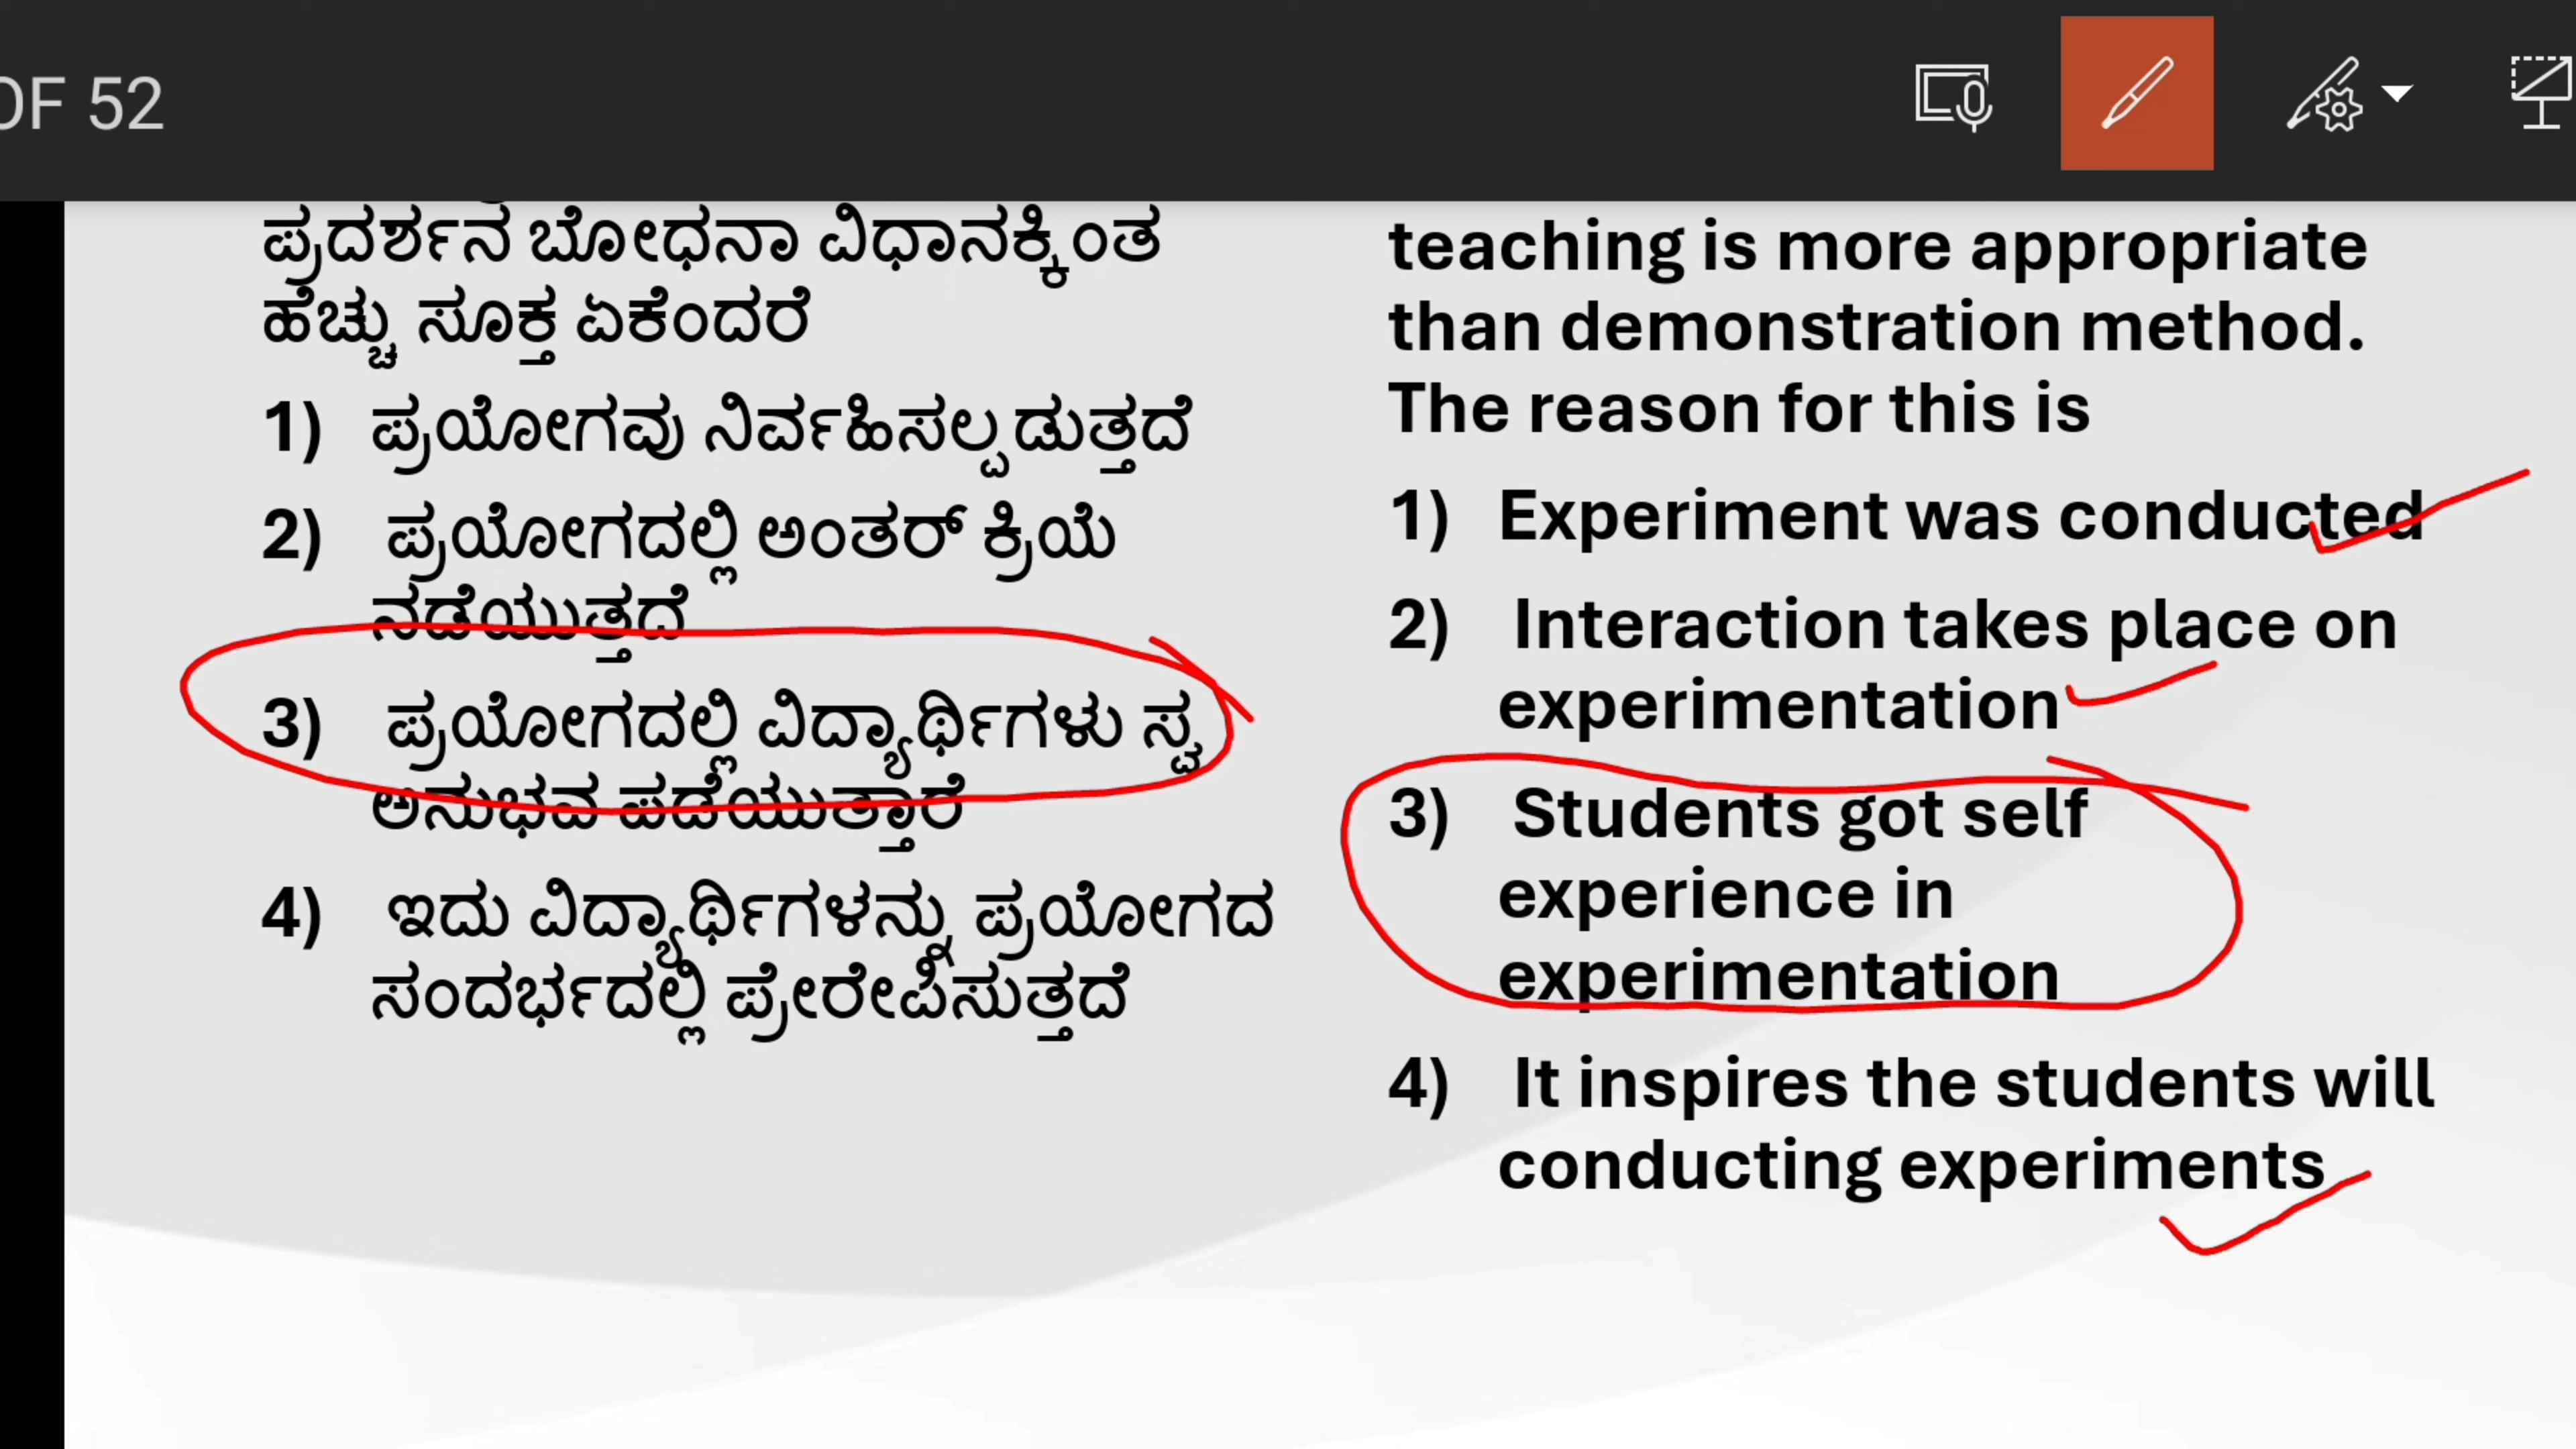 OF 52
ಪ್ರದರ್ಶನ ಬೋಧನಾ ವಿಧಾನಕ್ಕಿಂತ
ಹೆಚ್ಚು ಸೂಕ್ತ ಏಕೆಂದರೆ
1) ಪ್ರಯೋಗವು ನಿರ್ವಹಿಸಲ್ಪಡುತ್ತದೆ
2) ಪ್ರಯೋಗದಲ್ಲಿ ಅಂತರ್ ಕ್ರಿಯೆ
ನಡೆಯುತ್ತದೆ
3) ಪ್ರಯೋಗದಲ್ಲಿ ವಿದ್ಯಾರ್ಥಿಗಳು ಸ್ವ
ಅನುಭವ ಪಡೆಯುತ್ತಾರೆ
4) ಇದು ವಿದ್ಯಾರ್ಥಿಗಳನ್ನು ಪ್ರಯೋಗದ
ಸಂದರ್ಭದಲ್ಲಿ ಪ್ರೇರೇಪಿಸುತ್ತದೆ
teaching is more appropriate
than demonstration method.
The reason for this is
1) Experiment was conducted
2) Interaction takes place on
experimentation
3) Students got self
experience in
experimentation
4) It inspires the students will
conducting experiments